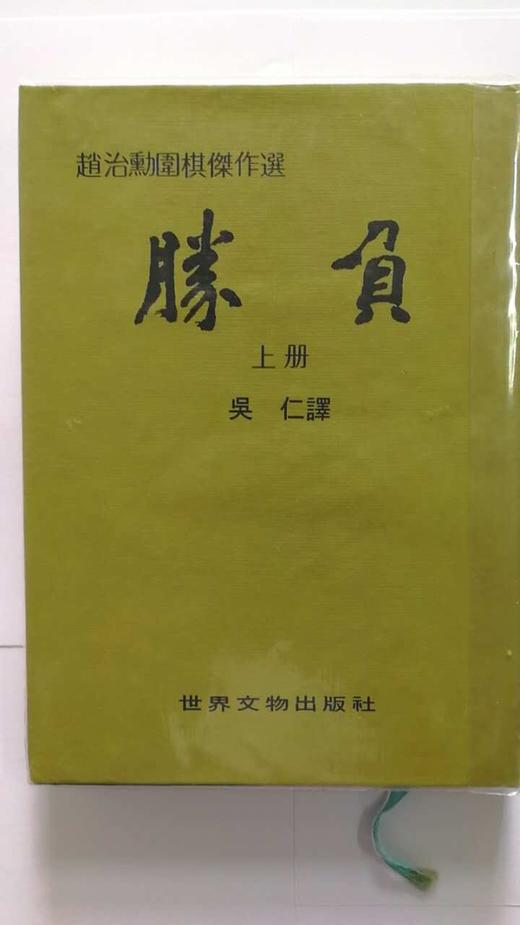 趙治勳圍棋傑作選
勝負
上册
吳仁譯
世界文物出版社